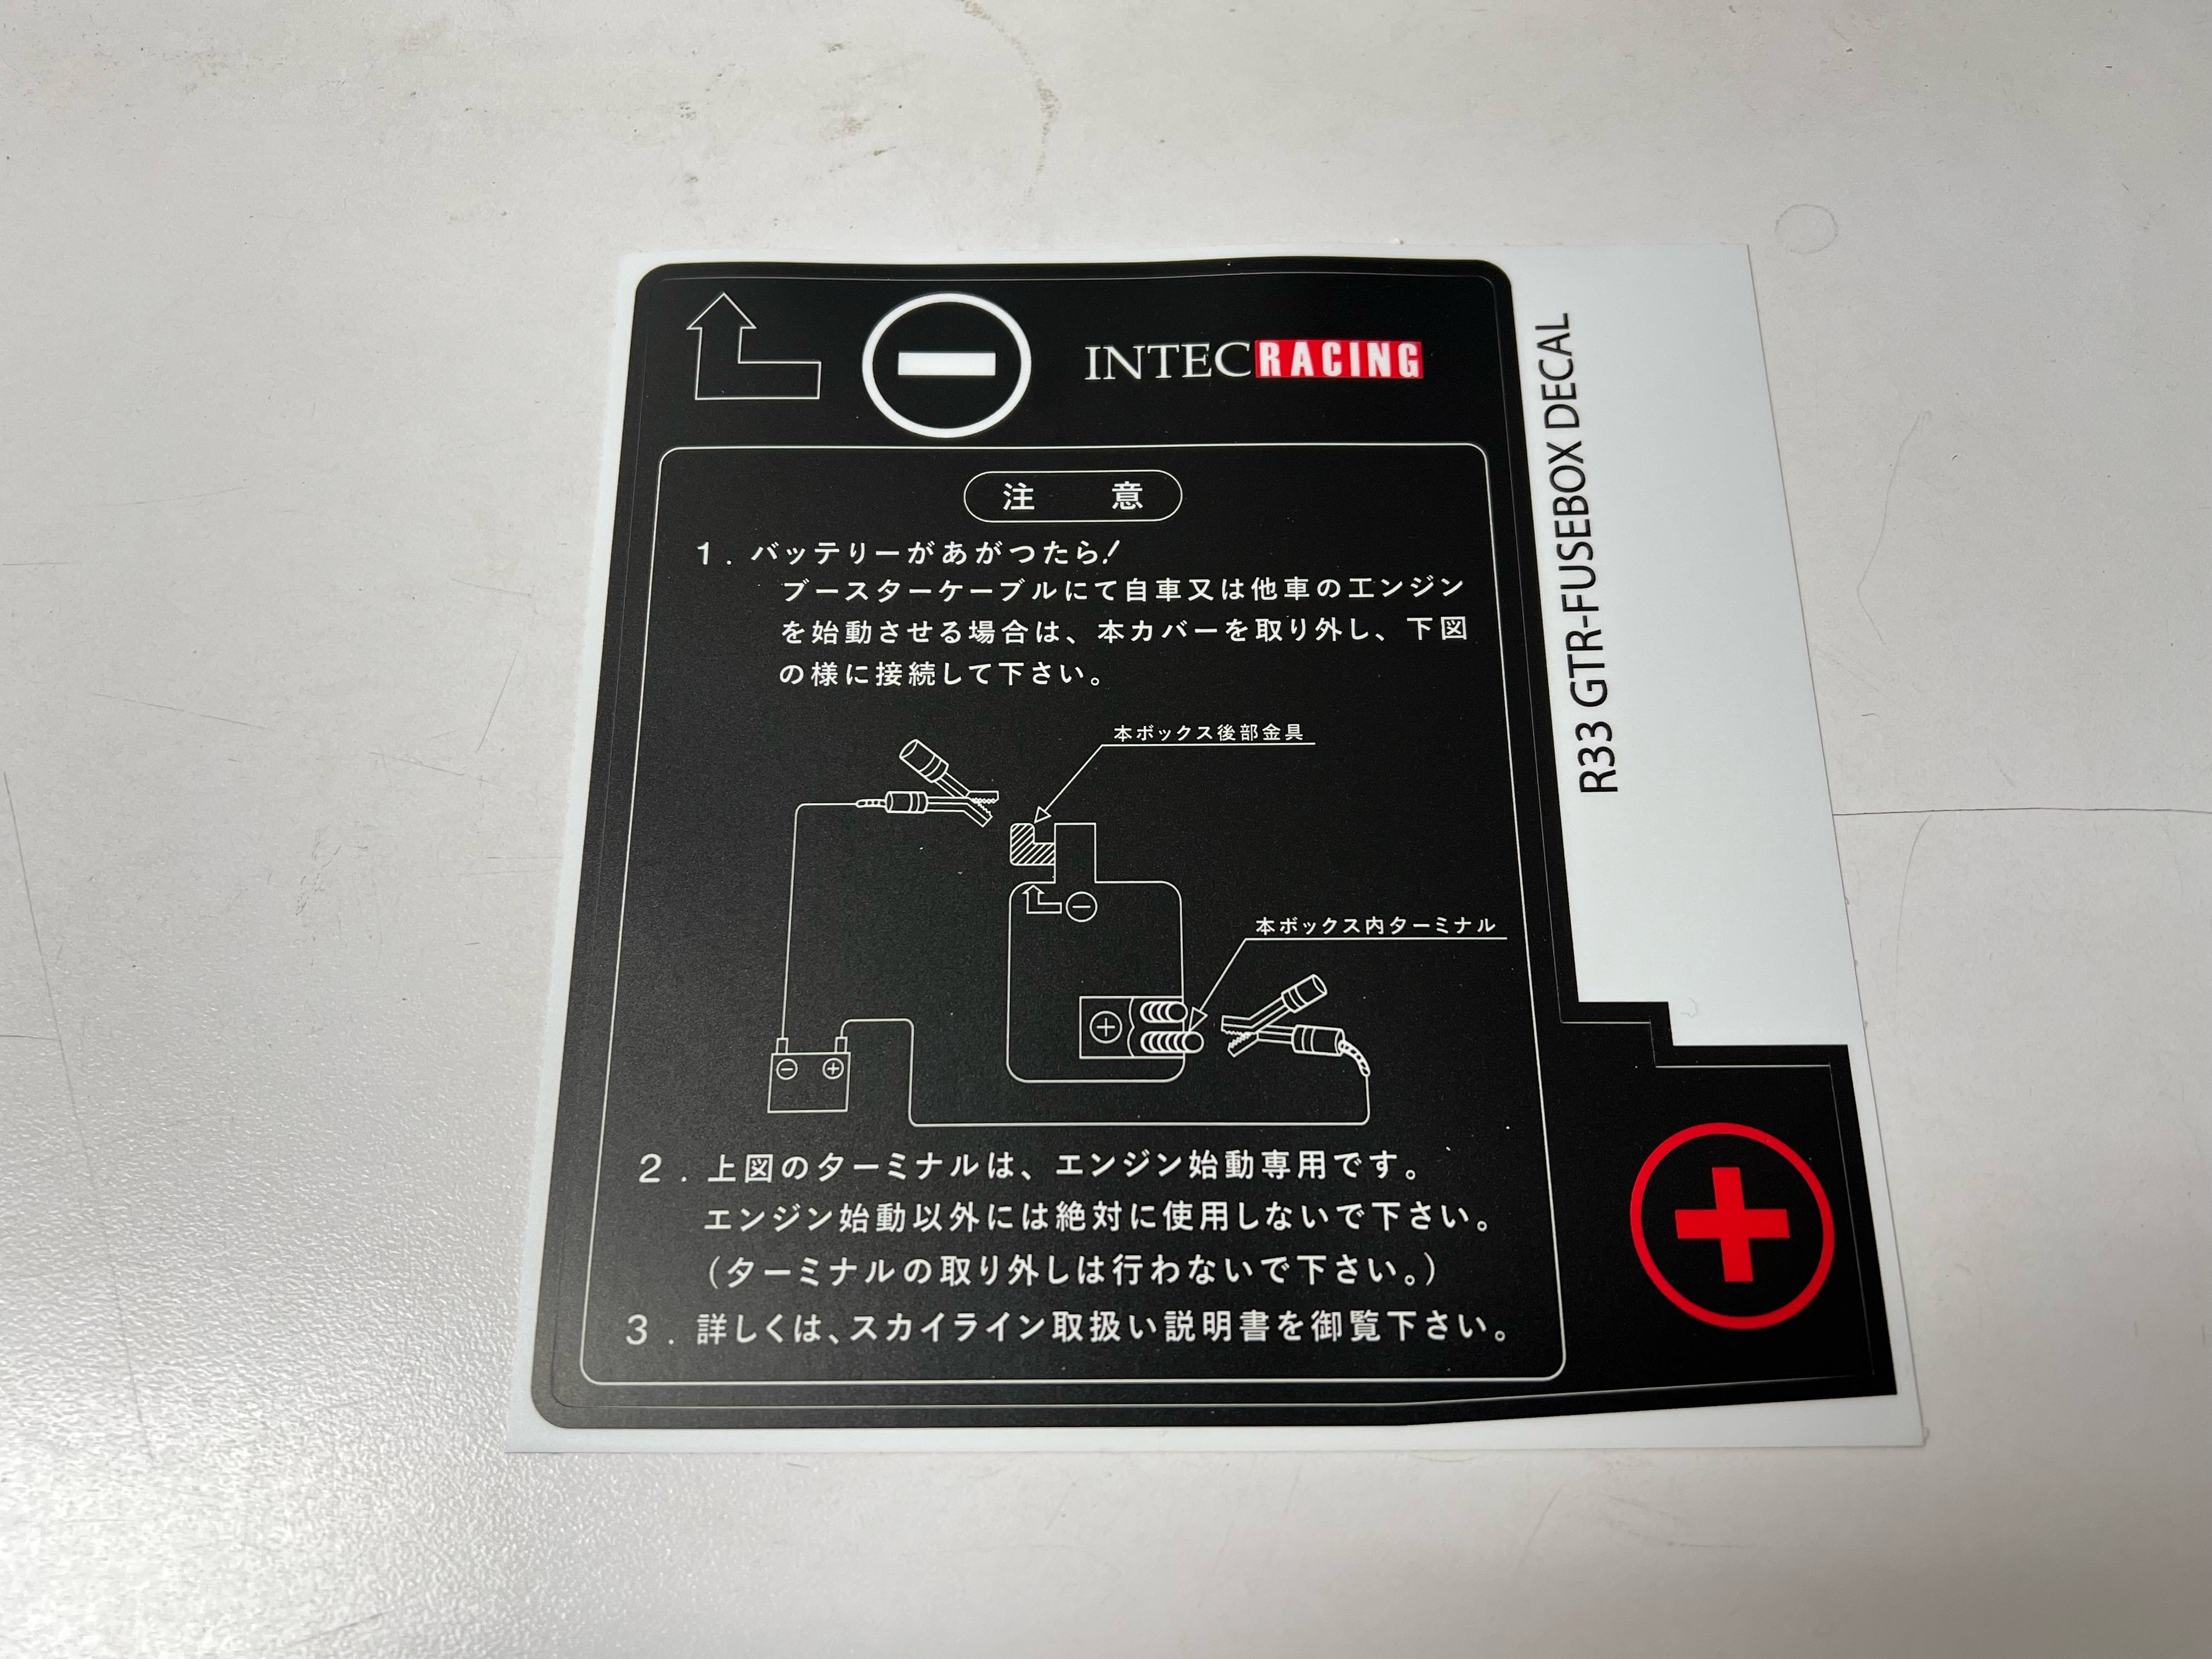 INTECRACING
注 意
1. バッテリーがあがつたら!
ブースターケーブルにて自車又は他車のエンジン
を始動させる場合は、本カバーを取り外し、下図
の様に接続して下さい。
本ボックス後部金具
本ボックス内ターミナル
2. 上図のターミナルは、エンジン始動専用です。
エンジン始動以外には絶対に使用しないで下さい。
(ターミナルの取り外しは行わないで下さい。)
3. 詳しくは、スカイライン取扱い説明書を御覧下さい。
R33 GTR-FUSEBOX DECAL